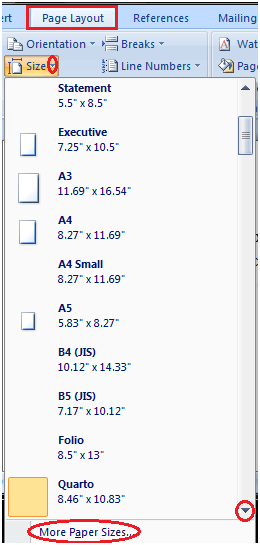 ert Page Layout References Mailing
Orientation Breaks Wat
Size Line Numbers Page
Statement
5.5" x 8.5"
Executive
7.25" x 10.5"
A3
11.69" x 16.54"
A4
8.27" x 11.69"
A4 Small
8.27" x 11.69"
A5
5.83" x 8.27"
B4 (JIS)
10.12" x 14.33"
B5 (JIS)
7.17" x 10.12"
Folio
8.5" x 13"
Quarto
8.46" x 10.83"
More Paper Sizes...